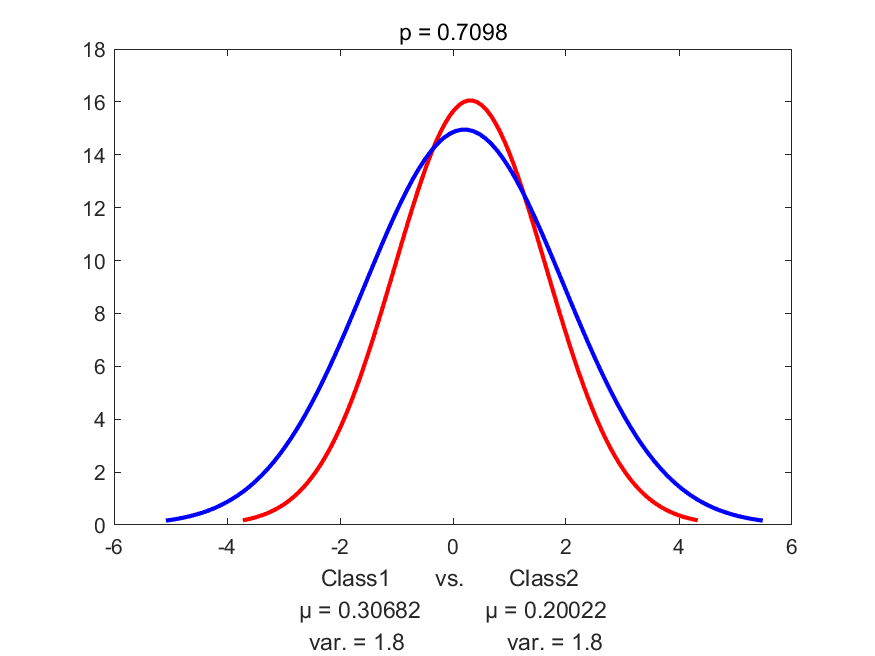 p = 0.7098
18
16
14
12
10
8
6
4
2
0
-6 -4 -2 0 2 4 6
Class1 vs. Class2
μ = 0.30682 μ = 0.20022
var. = 1.8 var. = 1.8